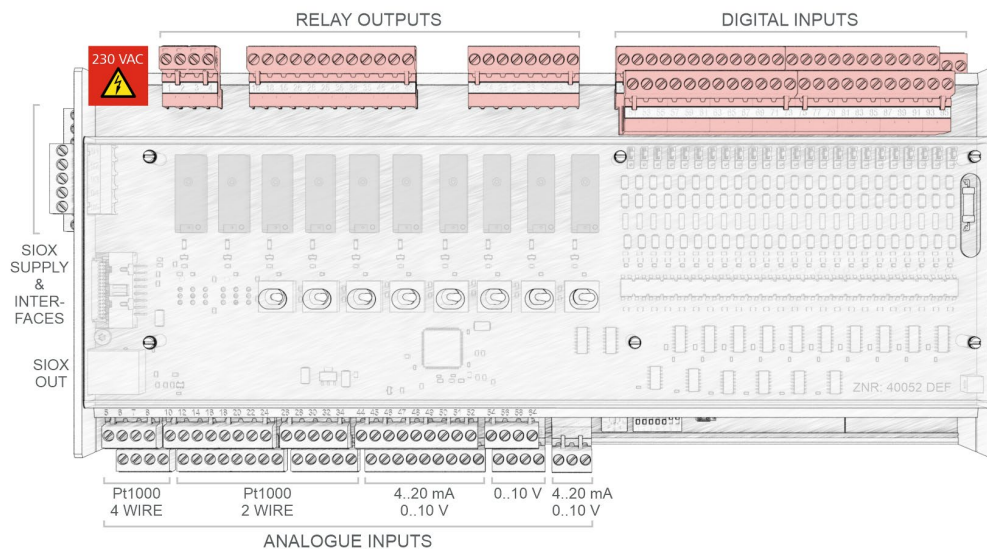 RELAY OUTPUTS
DIGITAL INPUTS
230 VAC
SIOX
SUPPLY
&
INTER-
FACES
SIOX
OUT
ZNR: 40052 DEF
Pt1000
4 WIRE
Pt1000
2 WIRE
4..20 mA
0..10 V
0..10 V
4..20 mA
0..10 V
ANALOGUE INPUTS